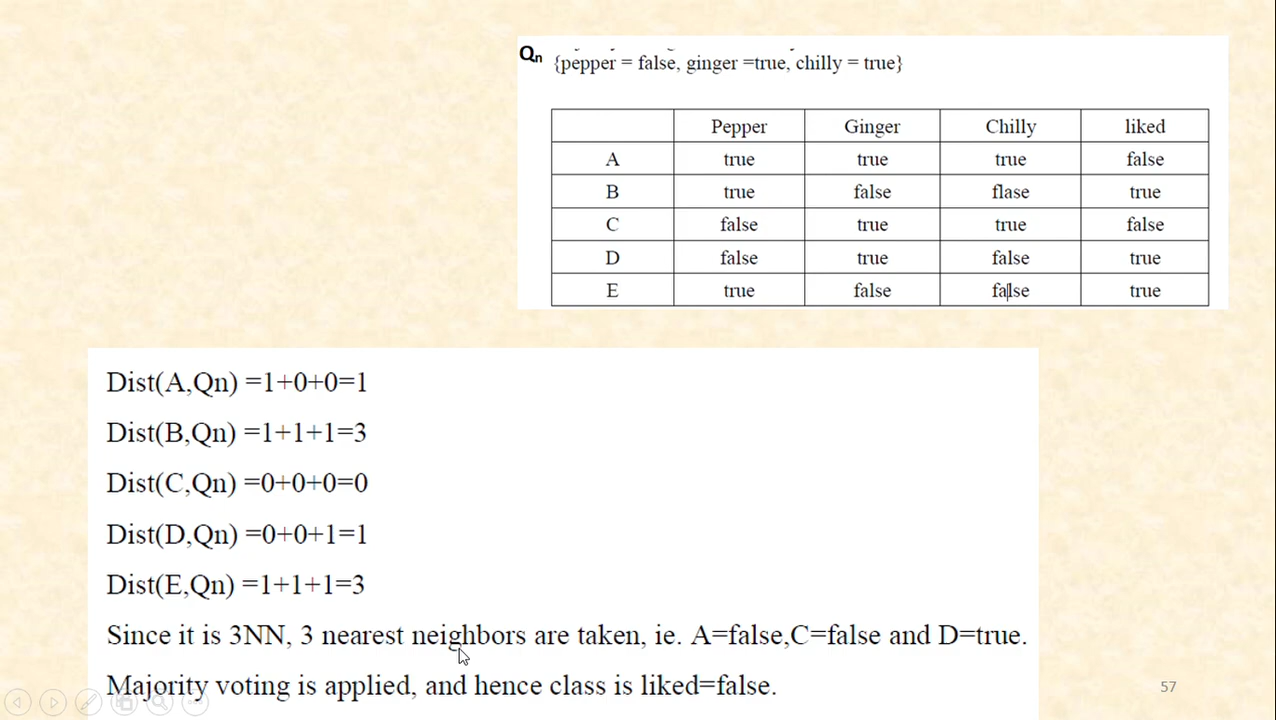 Qn {pepper = false, ginger =true, chilly = true}
Pepper Ginger Chilly liked
A true true true false
B true false flase true
C false true true false
D false true false true
E true false false true
Dist(A,Qn) =1+0+0=1
Dist(B,Qn) =1+1+1=3
Dist(C,Qn) =0+0+0=0
Dist(D,Qn) =0+0+1=1
Dist(E,Qn) =1+1+1=3
Since it is 3NN, 3 nearest neighbors are taken, ie. A=false,C=false and D=true.
Majority voting is applied, and hence class is liked=false.
57